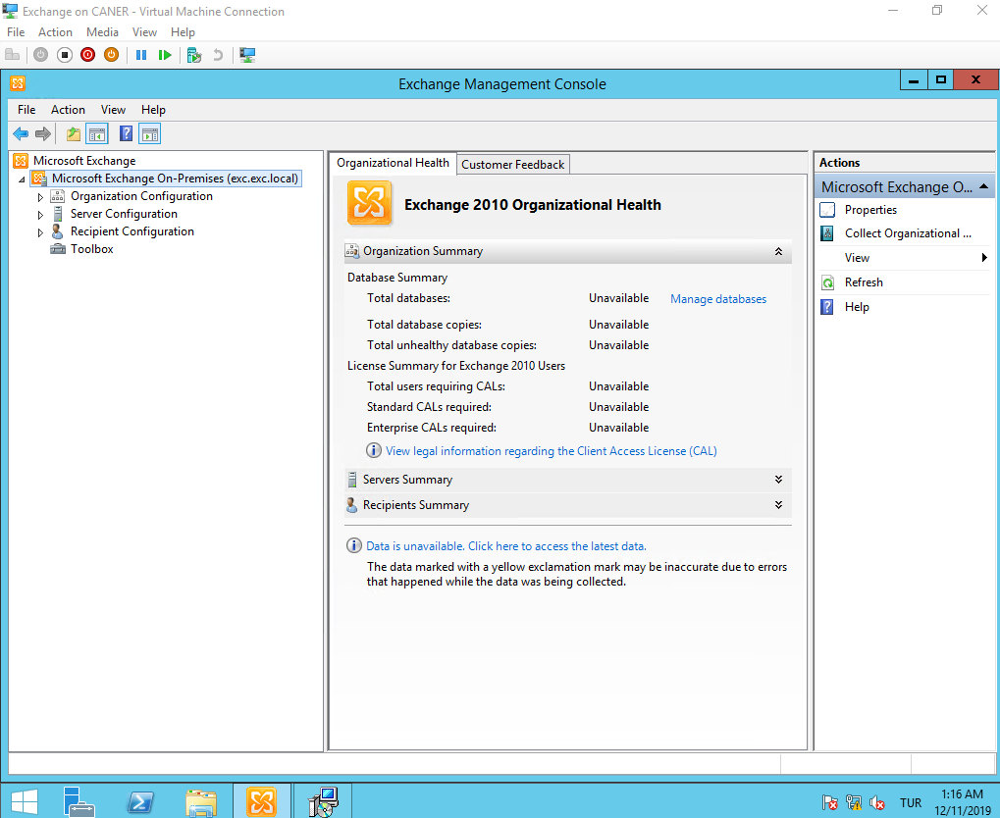 Exchange on CANER - Virtual Machine Connection
File Action Media View Help
Exchange Management Console
File Action View Help
Microsoft Exchange
Microsoft Exchange On-Premises (exc.exc.local)
Organization Configuration
Server Configuration
Recipient Configuration
Toolbox
Organizational Health Customer Feedback
Exchange 2010 Organizational Health
Organization Summary
Database Summary
Total databases: Unavailable Manage databases
Total database copies: Unavailable
Total unhealthy database copies: Unavailable
License Summary for Exchange 2010 Users
Total users requiring CALs: Unavailable
Standard CALs required: Unavailable
Enterprise CALs required: Unavailable
View legal information regarding the Client Access License (CAL)
Servers Summary
Recipients Summary
Data is unavailable. Click here to access the latest data.
The data marked with a yellow exclamation mark may be inaccurate due to errors
that happened while the data was being collected.
Actions
Microsoft Exchange O...
Properties
Collect Organizational ...
View
Refresh
Help
TUR
1:16 AM
12/11/2019